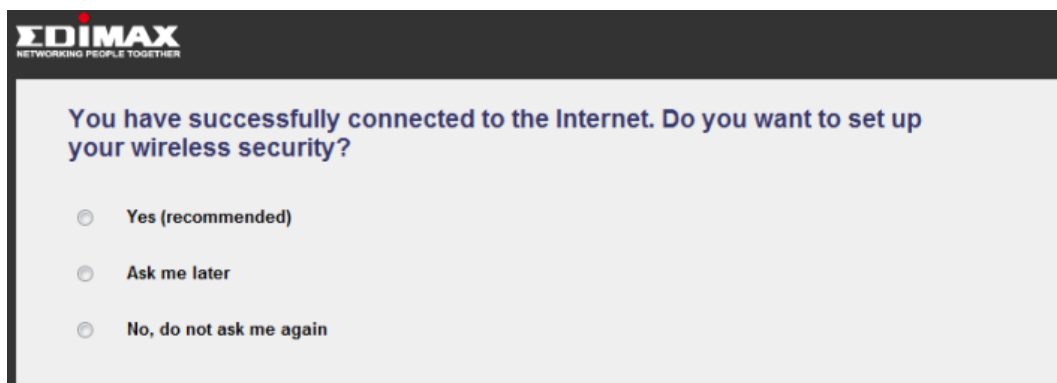 EDIMAX
NETWORKING PEOPLE TOGETHER
You have successfully connected to the Internet. Do you want to set up
your wireless security?
Yes (recommended)
Ask me later
No, do not ask me again